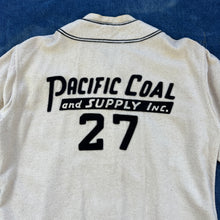 PACIFIC COAL
and SUPPLY INC.
27